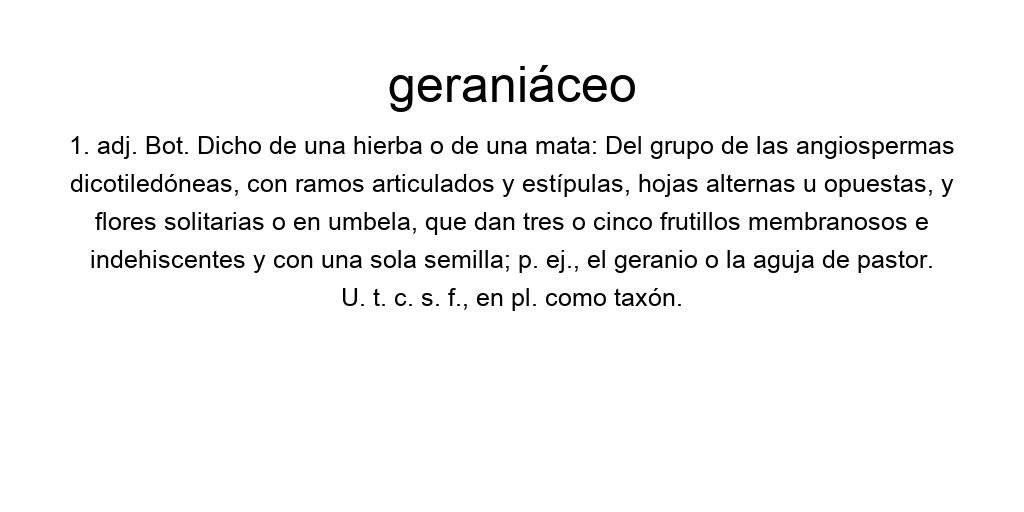 geraniáceo
1. adj. Bot. Dicho de una hierba o de una mata: Del grupo de las angiospermas
dicotiledóneas, con ramos articulados y estípulas, hojas alternas u opuestas, y
flores solitarias o en umbela, que dan tres o cinco frutillos membranosos e
indehiscentes y con una sola semilla; p. ej., el geranio o la aguja de pastor.
U. t. c. s. f., en pl. como taxón.